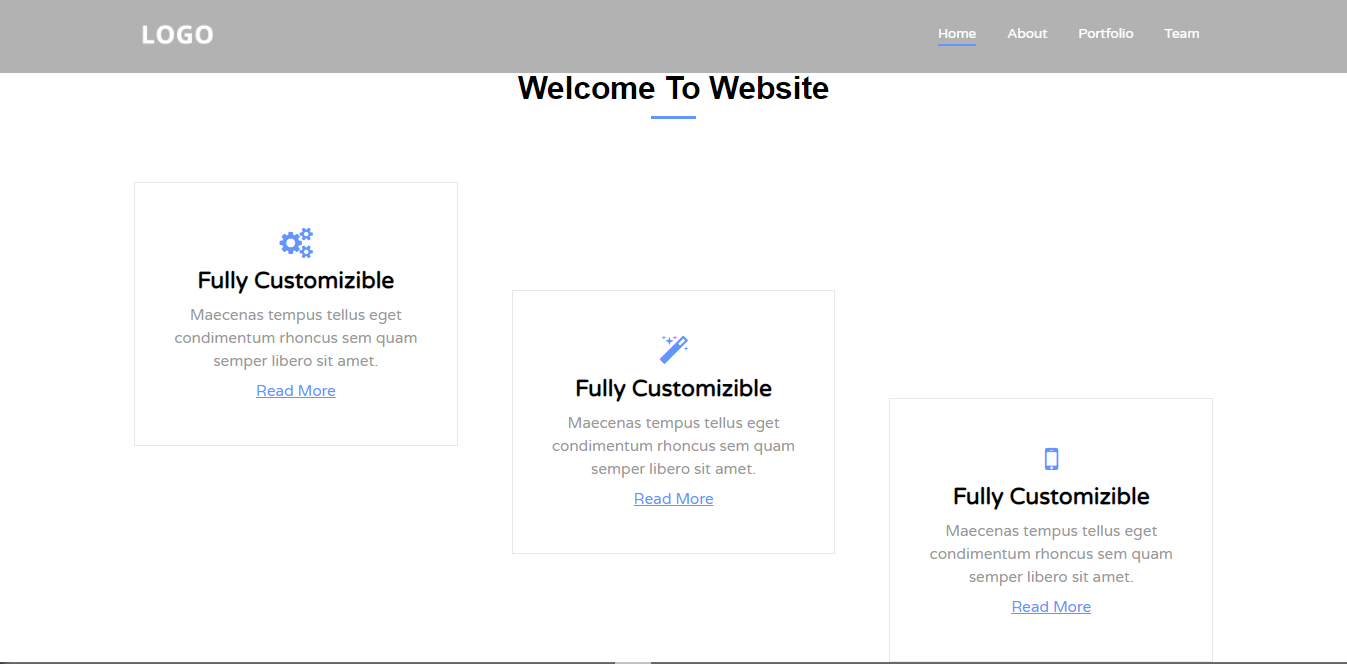 LOGO
Home About Portfolio Team
Welcome To Website
Fully Customizible
Maecenas tempus tellus eget
condimentum rhoncus sem quam
semper libero sit amet.
Read More
Fully Customizible
Maecenas tempus tellus eget
condimentum rhoncus sem quam
semper libero sit amet.
Read More
Fully Customizible
Maecenas tempus tellus eget
condimentum rhoncus sem quam
semper libero sit amet.
Read More